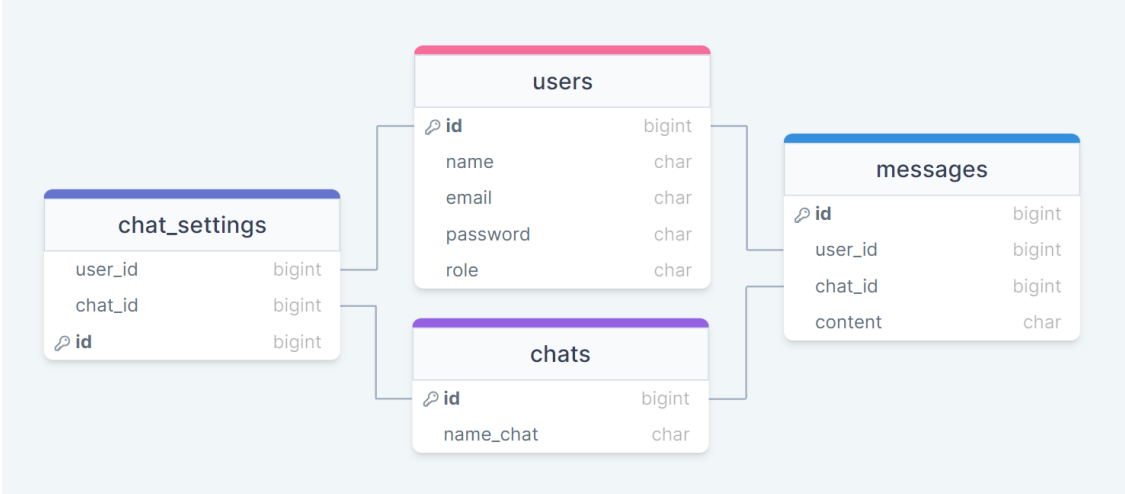 users
id bigint
name char
email char
password char
role char
chat_settings
user_id bigint
chat_id bigint
id bigint
chats
id bigint
name_chat char
messages
id bigint
user_id bigint
chat_id bigint
content char